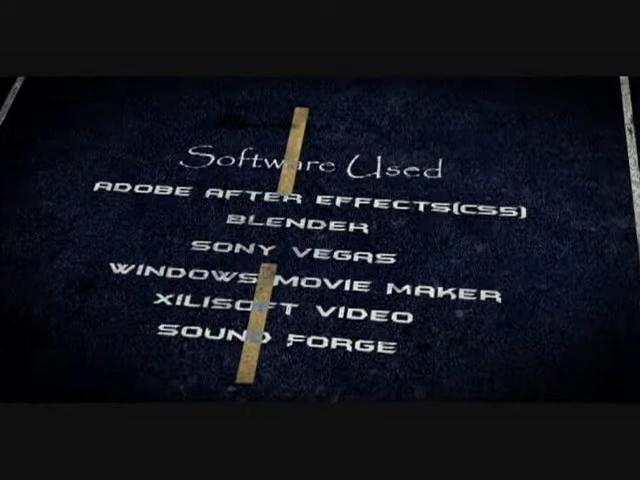 Software Used
ADOBE AFTER EFFECTS(CS5)
BLENDER
SONY VEGAS
WINDOWS MOVIE MAKER
XILISOFT VIDEO
SOUND FORGE